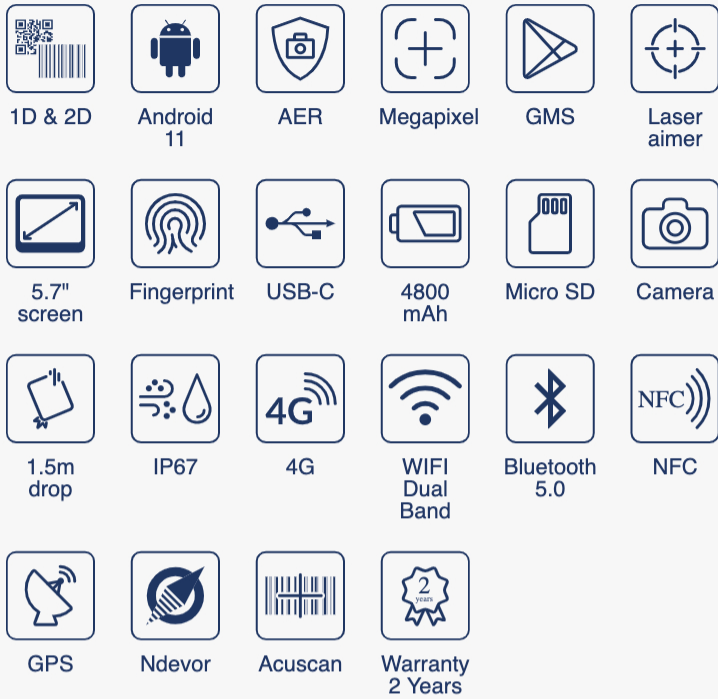 1D & 2D
Android
11
AER
Megapixel
GMS
Laser
aimer
5.7"
screen
Fingerprint
USB-C
4800
mAh
Micro SD
Camera
4G
NFC
1.5m
drop
IP67
4G
WIFI
Dual
Band
Bluetooth
5.0
NFC
2
years
GPS
Ndevor
Acuscan
Warranty
2 Years